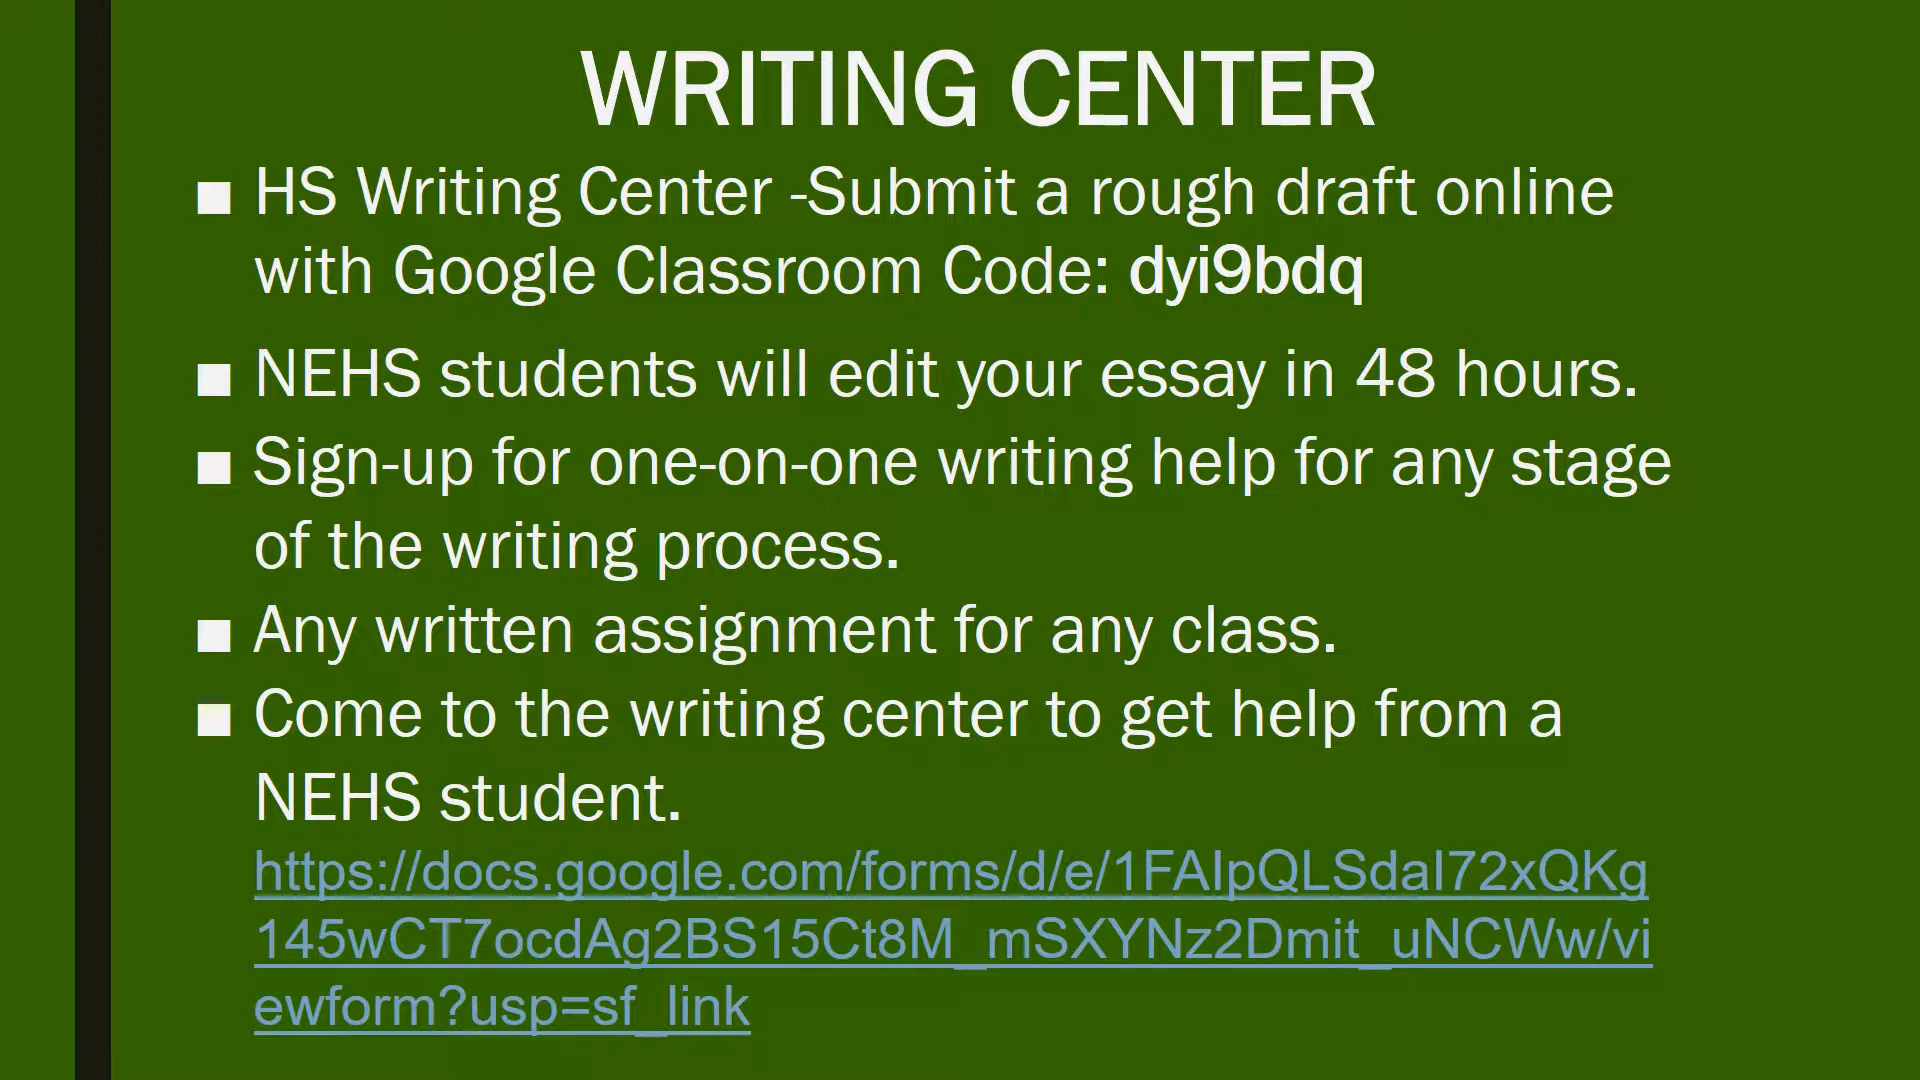 WRITING CENTER
■ HS Writing Center -Submit a rough draft online
with Google Classroom Code: dyi9bdq
■ NEHS students will edit your essay in 48 hours.
■ Sign-up for one-on-one writing help for any stage
of the writing process.
■ Any written assignment for any class.
■ Come to the writing center to get help from a
NEHS student.
https://docs.google.com/forms/d/e/1FAIpQLSdaI72xQKg
145wCT7ocdAg2BS15Ct8M_mSXYNz2Dmit_uNCWw/vi
ewform?usp=sf_link